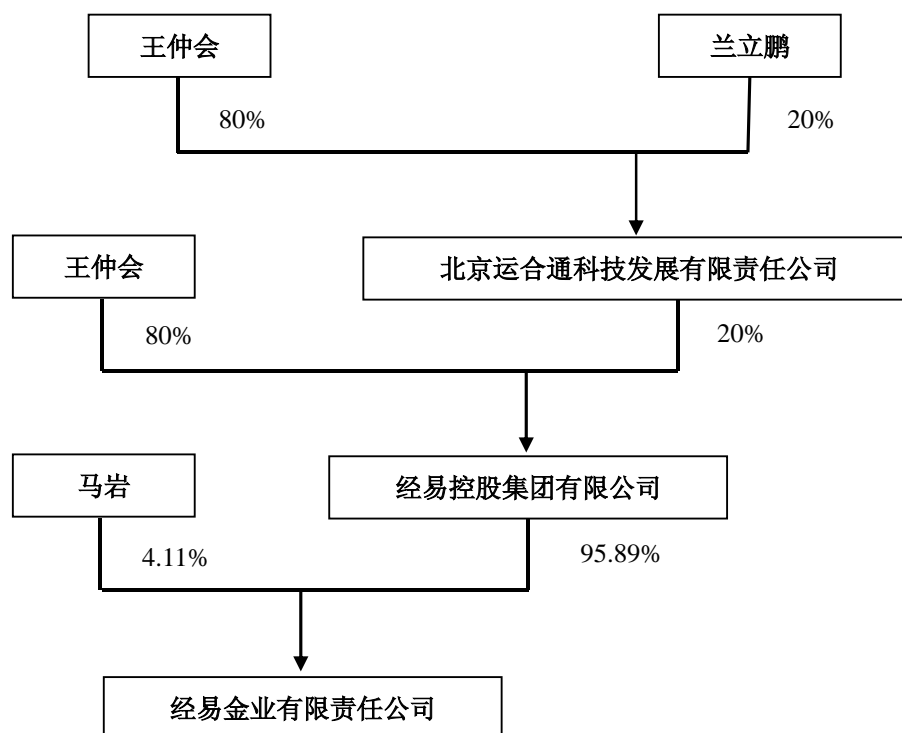 王仲会
兰立鹏
80%
20%
王仲会
北京运合通科技发展有限责任公司
80%
20%
马岩
经易控股集团有限公司
4.11%
95.89%
经易金业有限责任公司